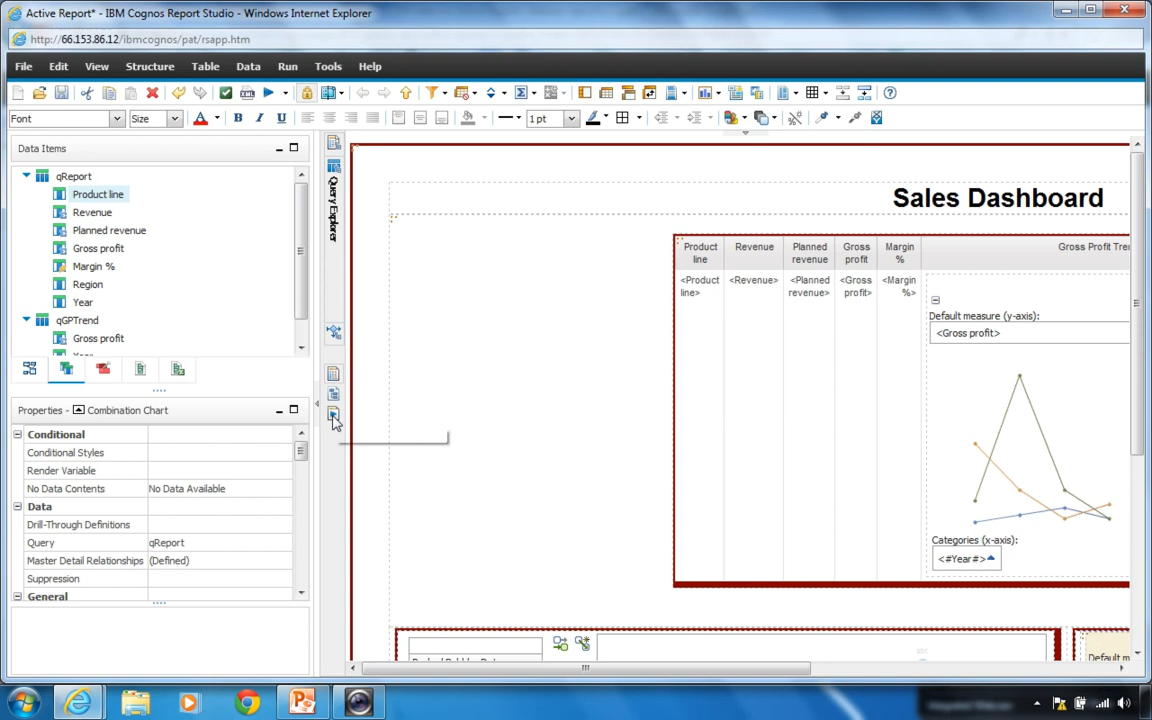 Active Report* - IBM Cognos Report Studio - Windows Internet Explorer
http://66.153.86.12/ibmcognos/pat/rsapp.htm
File Edit View Structure Table Data Run Tools Help
Font Size A B I U 1 pt
Data Items
qReport
Product line
Revenue
Planned revenue
Gross profit
Margin %
Region
Year
qGPTrend
Gross profit
Properties - Combination Chart
Conditional
Conditional Styles
Render Variable
No Data Contents No Data Available
Data
Drill-Through Definitions
Query qReport
Master Detail Relationships (Defined)
Suppression
General
Query Explorer
Sales Dashboard
Product line
Revenue
Planned revenue
Gross profit
Margin %
Gross Profit Tren
<Product line>
<Revenue>
<Planned revenue>
<Gross profit>
<Margin %>
Default measure (y-axis):
<Gross profit>
Categories (x-axis):
<#Year#>
Default m